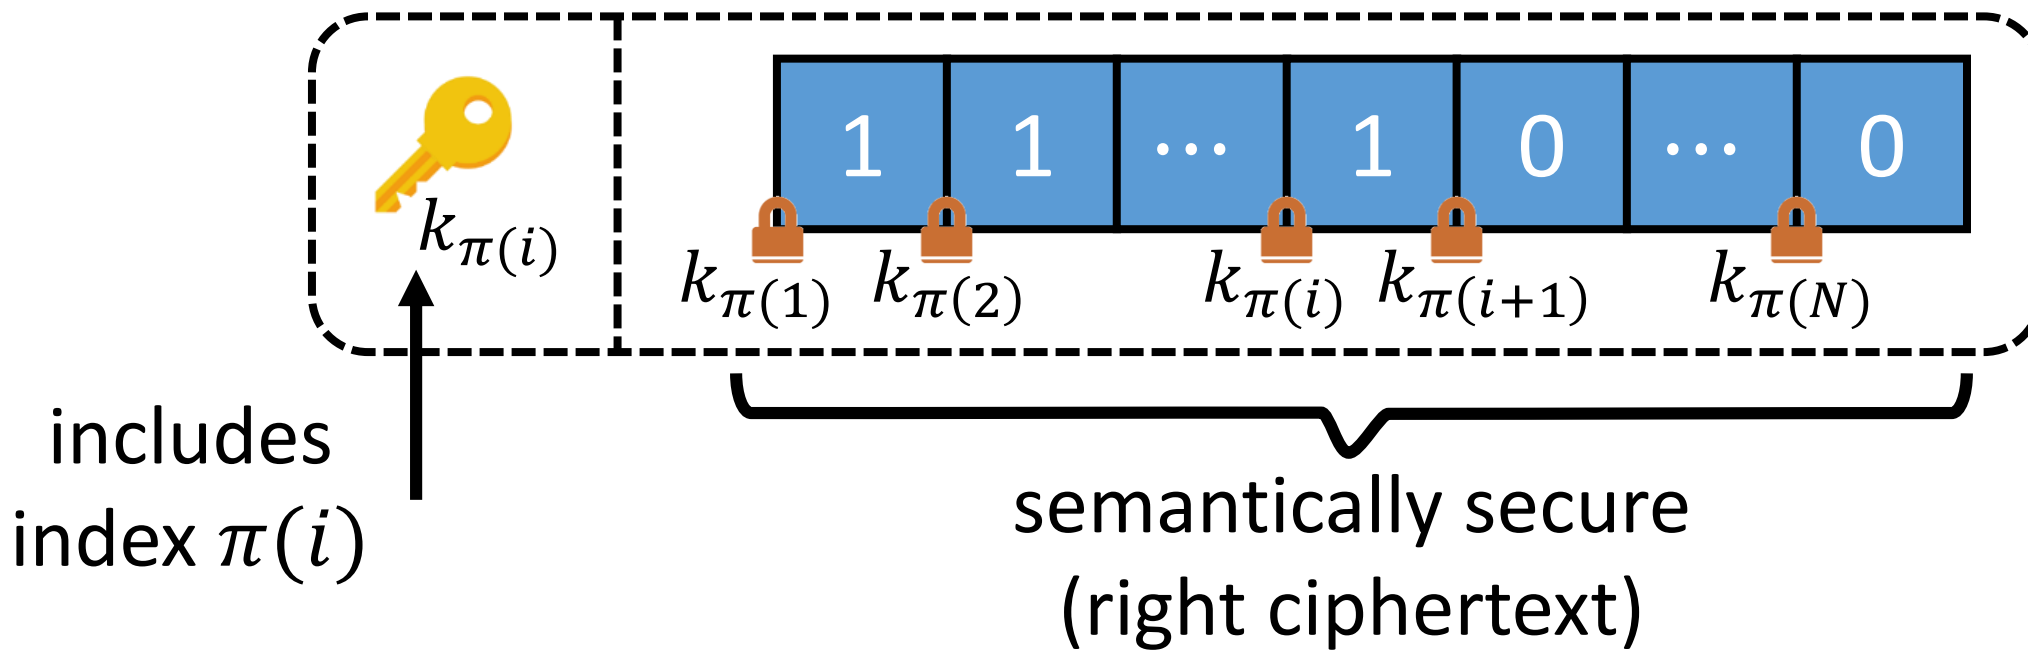 1 1 ⋯ 1 0 ⋯ 0
k_{π(i)}
k_{π(1)} k_{π(2)} k_{π(i)} k_{π(i+1)} k_{π(N)}
includes
index π(i)
semantically secure
(right ciphertext)